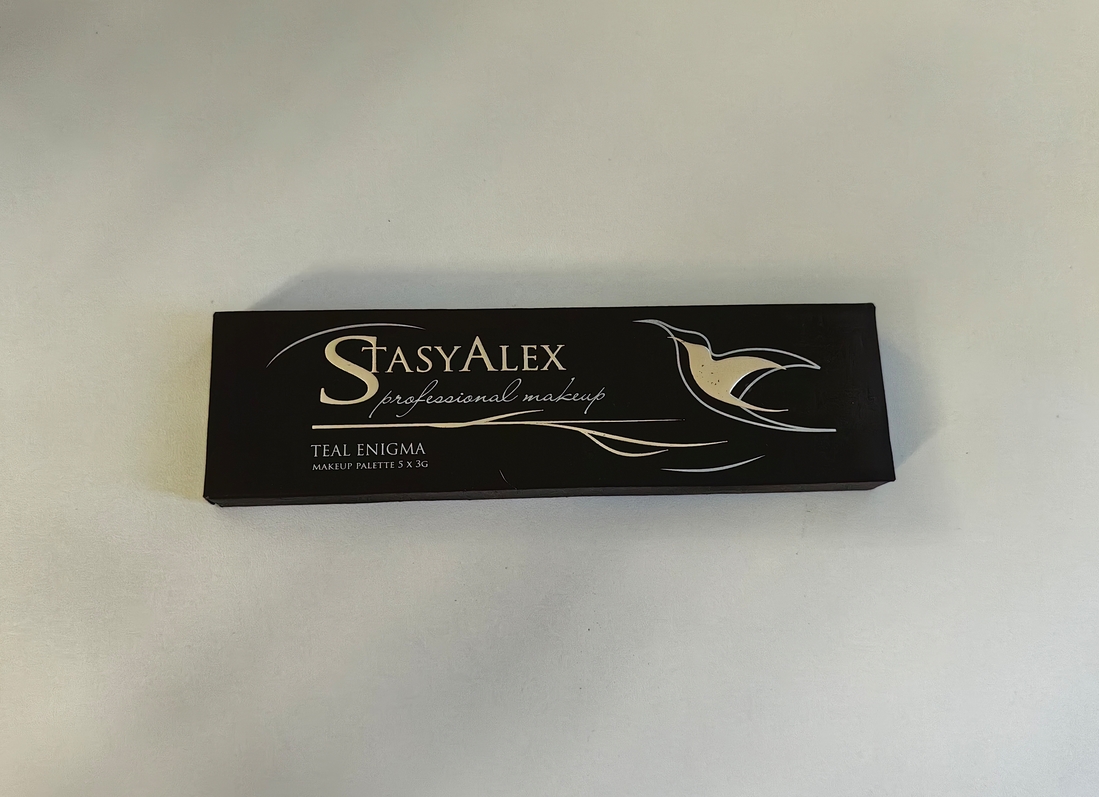 STASYALEX
professional makeup
TEAL ENIGMA
MAKEUP PALETTE 5 X 3G